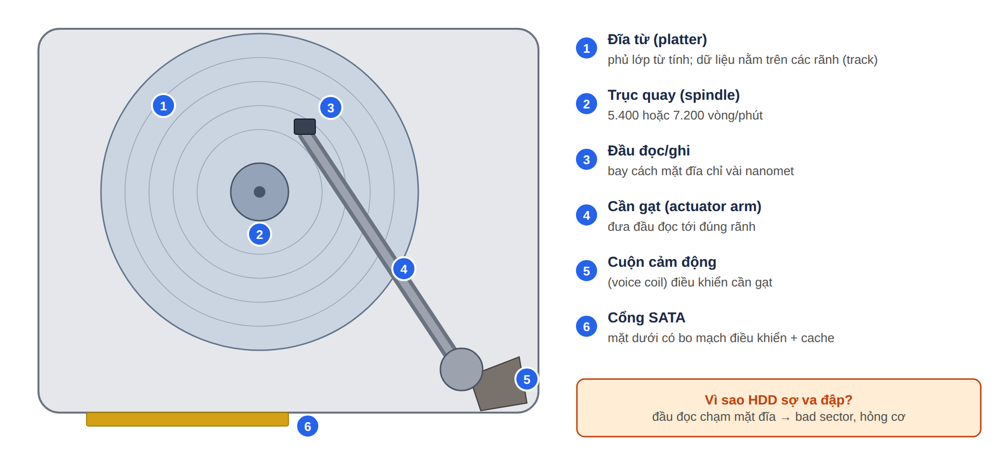 1
3
2
4
5
6
1
Đĩa từ (platter)
phủ lớp từ tính; dữ liệu nằm trên các rãnh (track)
2
Trục quay (spindle)
5.400 hoặc 7.200 vòng/phút
3
Đầu đọc/ghi
bay cách mặt đĩa chỉ vài nanomet
4
Cần gạt (actuator arm)
đưa đầu đọc tới đúng rãnh
5
Cuộn cảm động
(voice coil) điều khiển cần gạt
6
Cổng SATA
mặt dưới có bo mạch điều khiển + cache
Vì sao HDD sợ va đập?
đầu đọc chạm mặt đĩa → bad sector, hỏng cơ